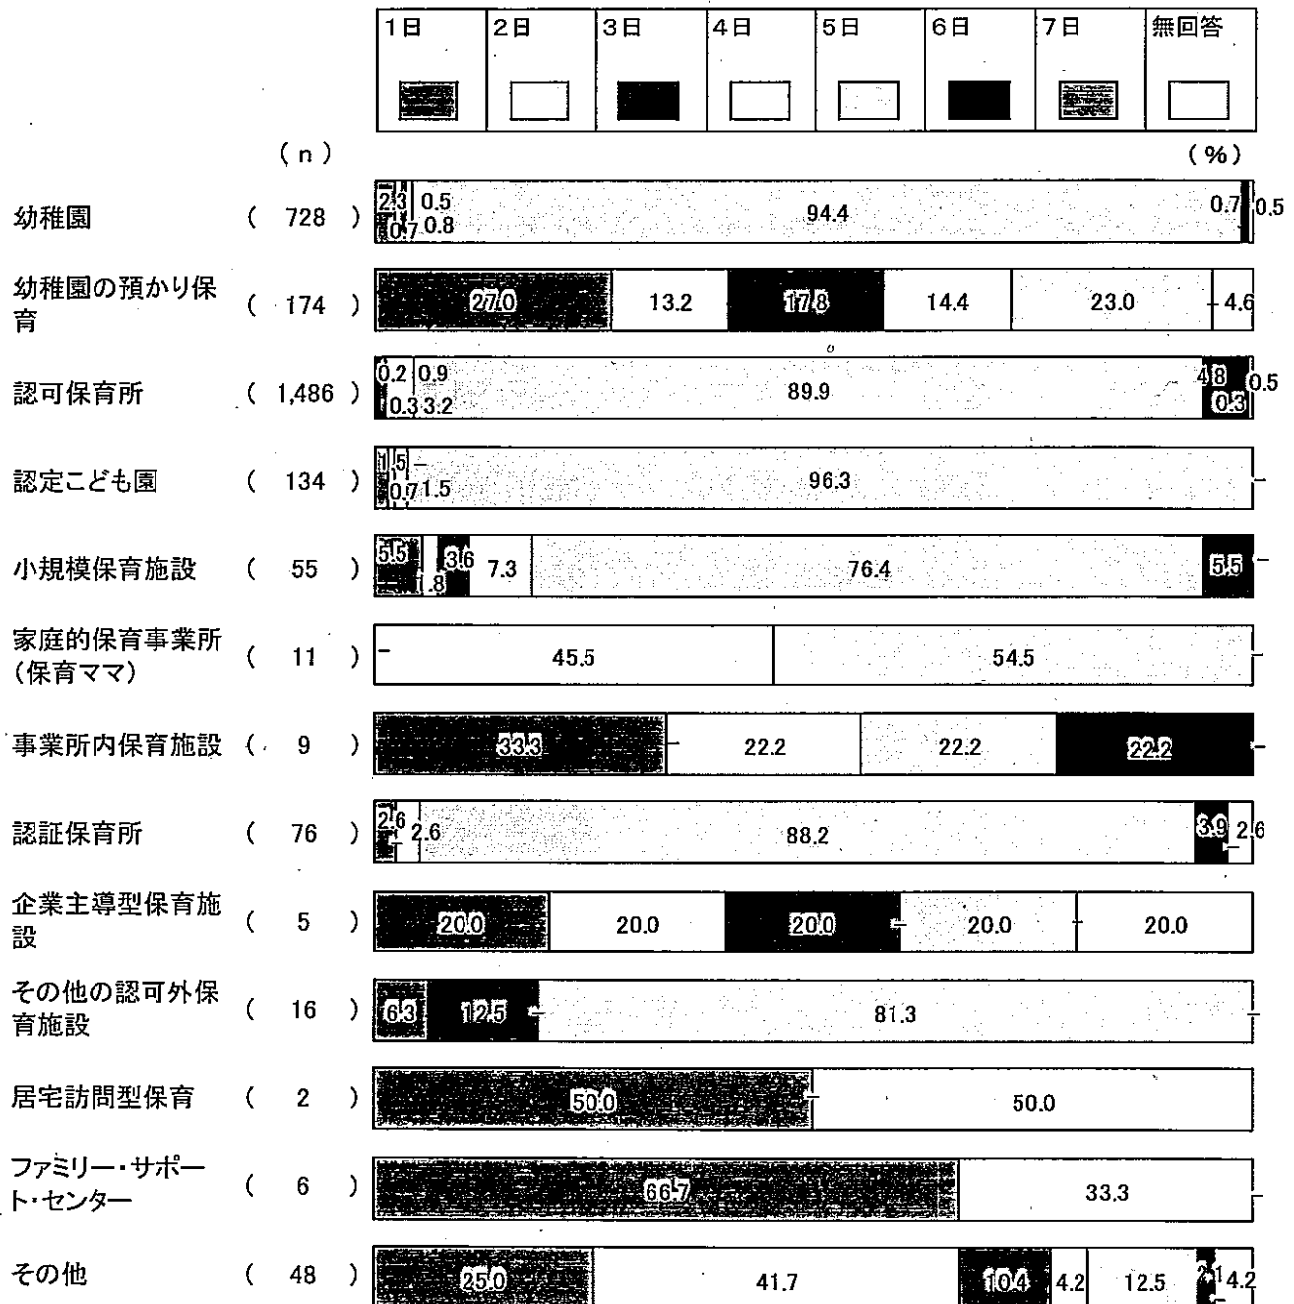 1日 2日 3日 4日 5日 6日 7日 無回答
(n) (%)
幼稚園 ( 728 ) 2.3 0.7 0.5 0.8 94.4 0.7 0.5
幼稚園の預かり保
育 ( 174 ) 27.0 13.2 17.8 14.4 23.0 - 4.6
認可保育所 ( 1,486 ) 0.2 0.3 0.9 3.2 89.9 4.8 0.3 0.5
認定こども園 ( 134 ) 1.5 0.7 - 1.5 96.3 -
小規模保育施設 ( 55 ) 5.5 1.8 3.6 7.3 76.4 5.5 -
家庭的保育事業所
(保育ママ) ( 11 ) - 45.5 54.5 -
事業所内保育施設 ( 9 ) 33.3 - 22.2 22.2 22.2 -
認証保育所 ( 76 ) 2.6 - 2.6 88.2 3.9 - 2.6
企業主導型保育施
設 ( 5 ) 20.0 20.0 20.0 - 20.0 - 20.0
その他の認可外保
育施設 ( 16 ) 6.3 12.5 - 81.3 -
居宅訪問型保育 ( 2 ) 50.0 - 50.0
ファミリー・サポー
ト・センター ( 6 ) 66.7 33.3 -
その他 ( 48 ) 25.0 41.7 10.4 4.2 12.5 2.1 - 4.2